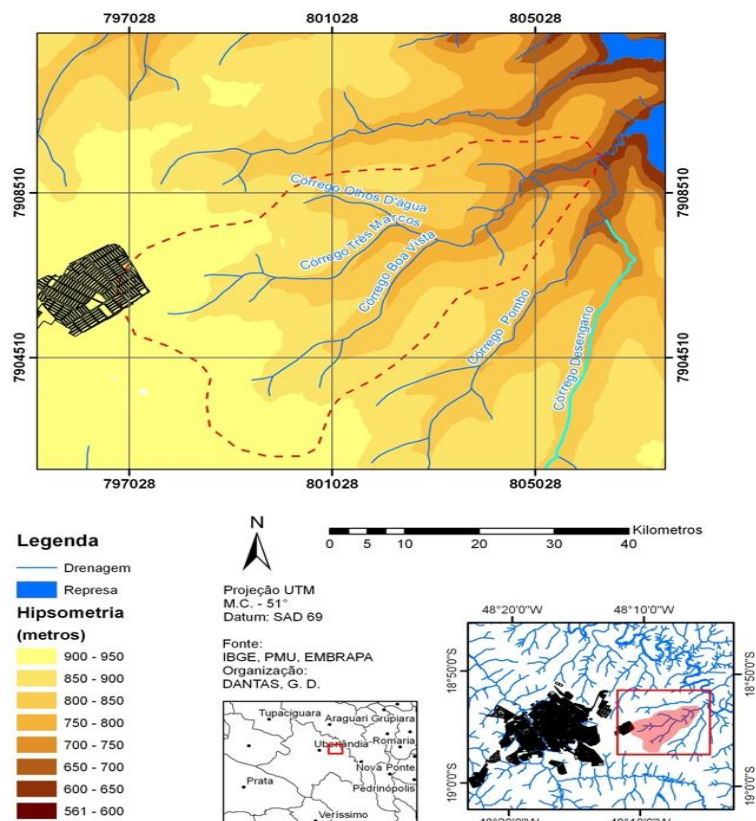 797028 801028 805028
7908510 7908510
Córrego Olhos D'água
Córrego Três Marcos
Córrego Boa Vista
Córrego Pombo
Córrego Desengano
7904510 7904510
797028 801028 805028
N
Kilometros
0 5 10 20 30 40
Legenda
Drenagem
Represa
Hipsometria
(metros)
900 - 950
850 - 900
800 - 850
750 - 800
700 - 750
650 - 700
600 - 650
561 - 600
Projeção UTM
M.C. - 51°
Datum: SAD 69
Fonte:
IBGE, PMU, EMBRAPA
Organização:
DANTAS, G. D.
Tupaciguara
Araguari Grupiara
Uberlândia Romaria
Nova Ponte
Prata
Pedrinópolis
Veríssimo
48°20'0"W 48°10'0"W
18°50'0"S 18°50'0"S
19°0'0"S 19°0'0"S